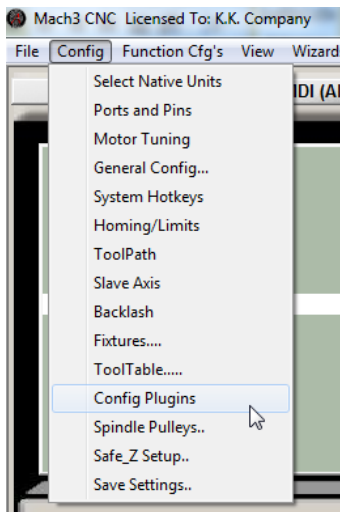 Mach3 CNC Licensed To: K.K. Company
File Config Function Cfg's View Wizard
Select Native Units
Ports and Pins
Motor Tuning
General Config...
System Hotkeys
Homing/Limits
ToolPath
Slave Axis
Backlash
Fixtures....
ToolTable.....
Config Plugins
Spindle Pulleys..
Safe_Z Setup..
Save Settings..